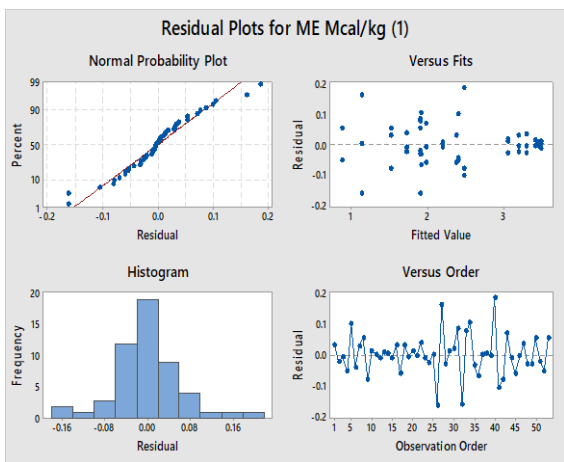 Residual Plots for ME Mcal/kg (1)
Normal Probability Plot
99
90
50
10
1
Percent
-0.2 -0.1 0.0 0.1 0.2
Residual
Versus Fits
0.2
0.1
0.0
-0.1
-0.2
Residual
1 2 3
Fitted Value
Histogram
20
15
10
5
0
Frequency
-0.16 -0.08 0.00 0.08 0.16
Residual
Versus Order
0.2
0.1
0.0
-0.1
-0.2
Residual
1 5 10 15 20 25 30 35 40 45 50
Observation Order